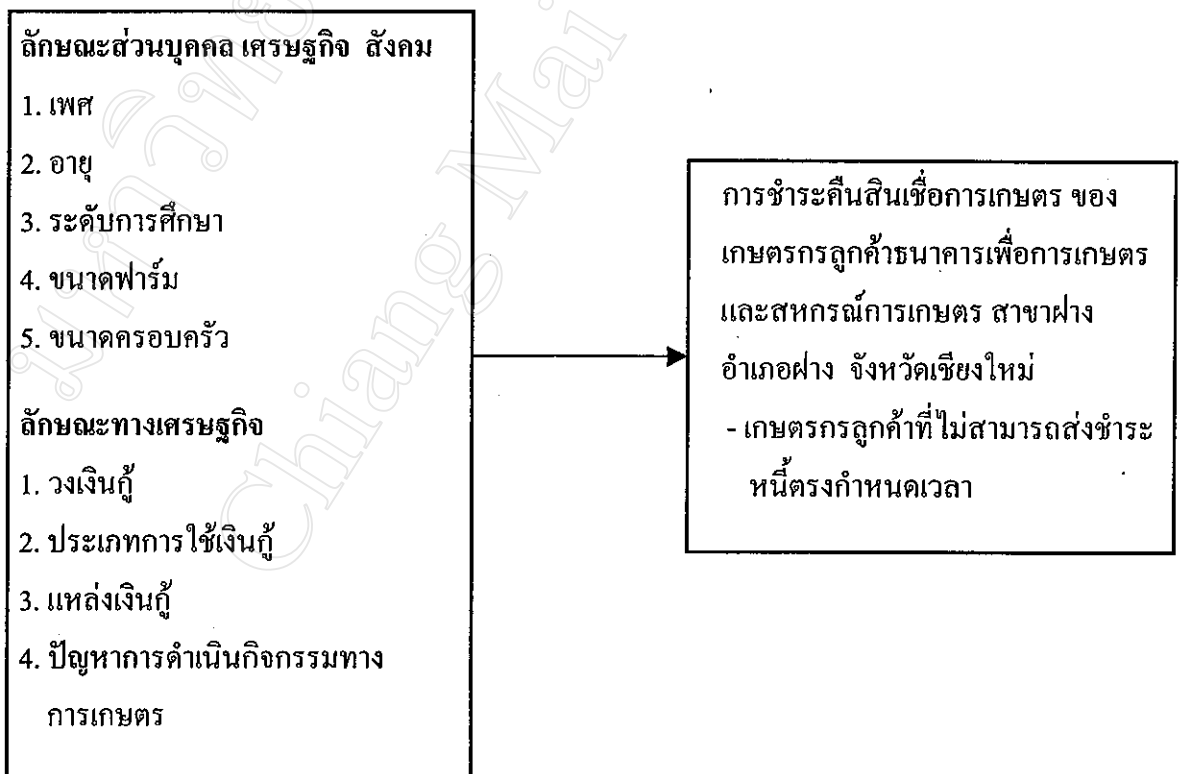 ลักษณะส่วนบุคคล เศรษฐกิจ สังคม
1. เพศ
2. อายุ
3. ระดับการศึกษา
4. ขนาดฟาร์ม
5. ขนาดครอบครัว
ลักษณะทางเศรษฐกิจ
1. วงเงินกู้
2. ประเภทการใช้เงินกู้
3. แหล่งเงินกู้
4. ปัญหาการดำเนินกิจกรรมทาง
การเกษตร
การชำระคืนสินเชื่อการเกษตร ของ
เกษตรกรลูกค้าธนาคารเพื่อการเกษตร
และสหกรณ์การเกษตร สาขาฝาง
อำเภอฝาง จังหวัดเชียงใหม่
- เกษตรกรลูกค้าที่ไม่สามารถส่งชำระ
หนี้ตรงกำหนดเวลา
Chiang Mai